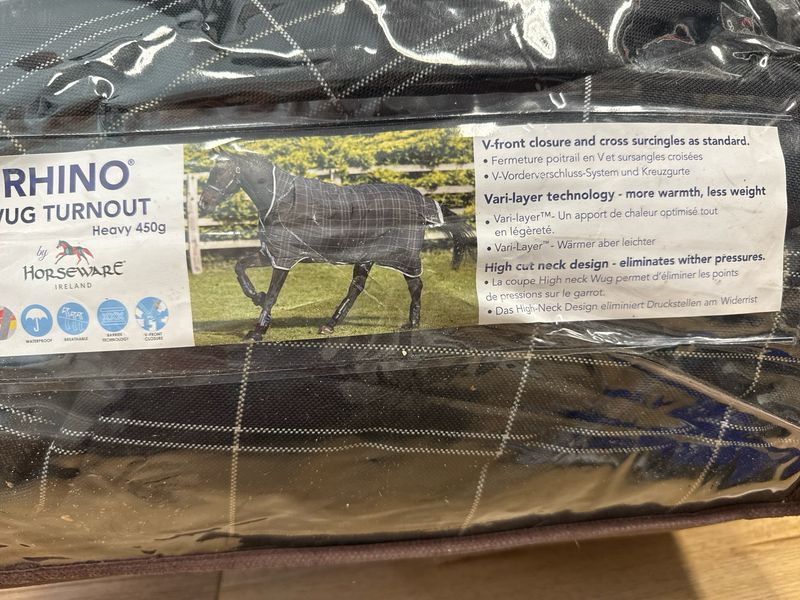 RHINO®
WUG TURNOUT
Heavy 450g
by
HORSEWARE®
IRELAND
WATERPROOF
BREATHABLE
BARRIER TECHNOLOGY
V-FRONT CLOSURE
V-front closure and cross surcingles as standard.
• Fermeture poitrail en V et sursangles croisées
• V-Vorderverschluss-System und Kreuzgurte
Vari-layer technology - more warmth, less weight
• Vari-layer™- Un apport de chaleur optimisé tout
en légèreté.
• Vari-Layer™- Wärmer aber leichter
High cut neck design - eliminates wither pressures.
• La coupe High neck Wug permet d'éliminer les points
de pressions sur le garrot.
• Das High-Neck Design eliminiert Druckstellen am Widerrist